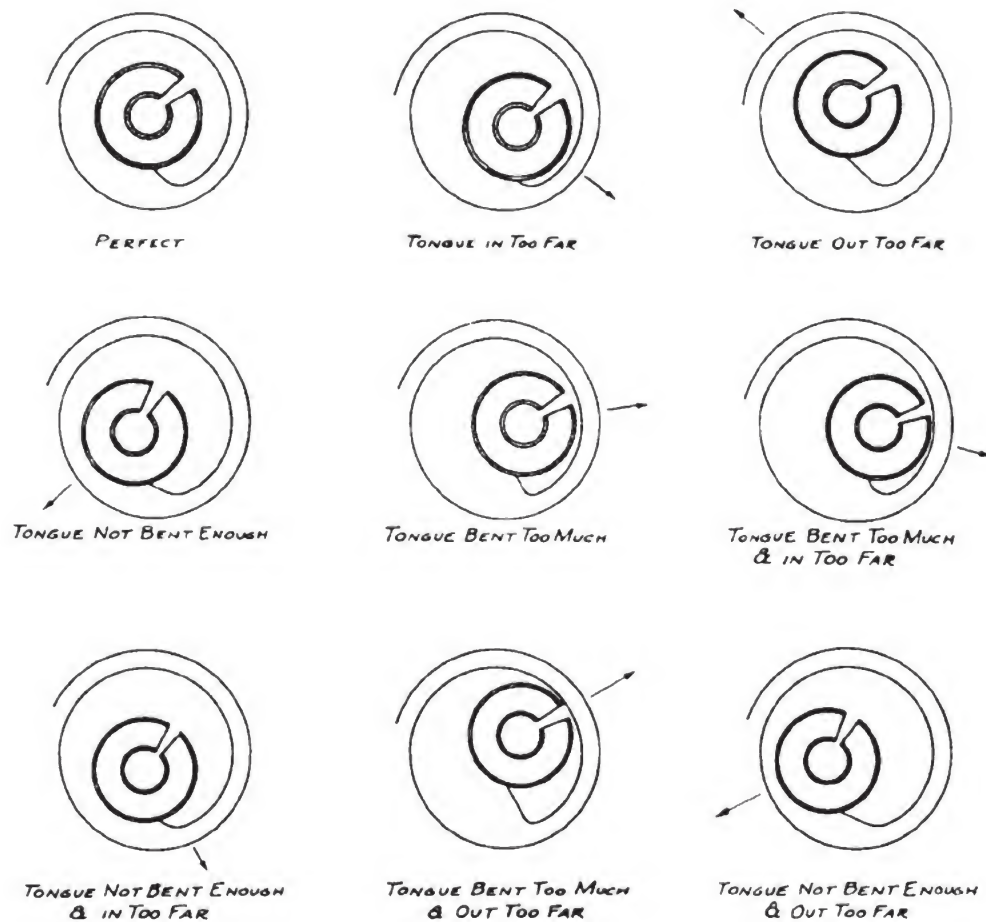 PERFECT
TONGUE IN TOO FAR
TONGUE OUT TOO FAR
TONGUE NOT BENT ENOUGH
TONGUE BENT TOO MUCH
TONGUE BENT TOO MUCH
& IN TOO FAR
TONGUE NOT BENT ENOUGH
& IN TOO FAR
TONGUE BENT TOO MUCH
& OUT TOO FAR
TONGUE NOT BENT ENOUGH
& OUT TOO FAR